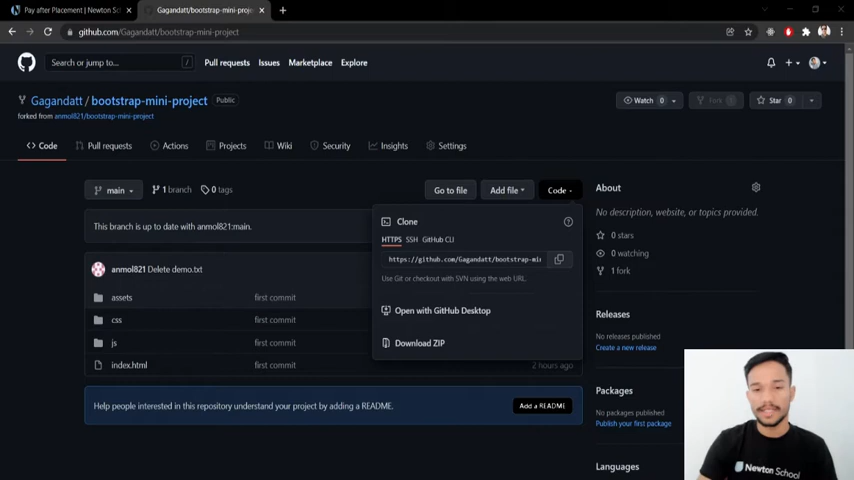 Pay after Placement | Newton Sch
Gagandatt/bootstrap-mini-proje
github.com/Gagandatt/bootstrap-mini-project
Search or jump to...
/
Pull requests
Issues
Marketplace
Explore
Gagandatt / bootstrap-mini-project
Public
forked from anmol821/bootstrap-mini-project
Watch 0
Fork 1
Star 0
Code
Pull requests
Actions
Projects
Wiki
Security
Insights
Settings
main
1 branch
0 tags
Go to file
Add file
Code
About
This branch is up to date with anmol821:main.
Clone
HTTPS SSH GitHub CLI
https://github.com/Gagandatt/bootstrap-mi
Use Git or checkout with SVN using the web URL.
Open with GitHub Desktop
Download ZIP
anmol821 Delete demo.txt
assets
first commit
css
first commit
js
first commit
index.html
first commit
2 hours ago
Help people interested in this repository understand your project by adding a README.
Add a README
No description, website, or topics provided.
0 stars
0 watching
1 fork
Releases
No releases published
Create a new release
Packages
No packages published
Publish your first package
Languages
Newton School